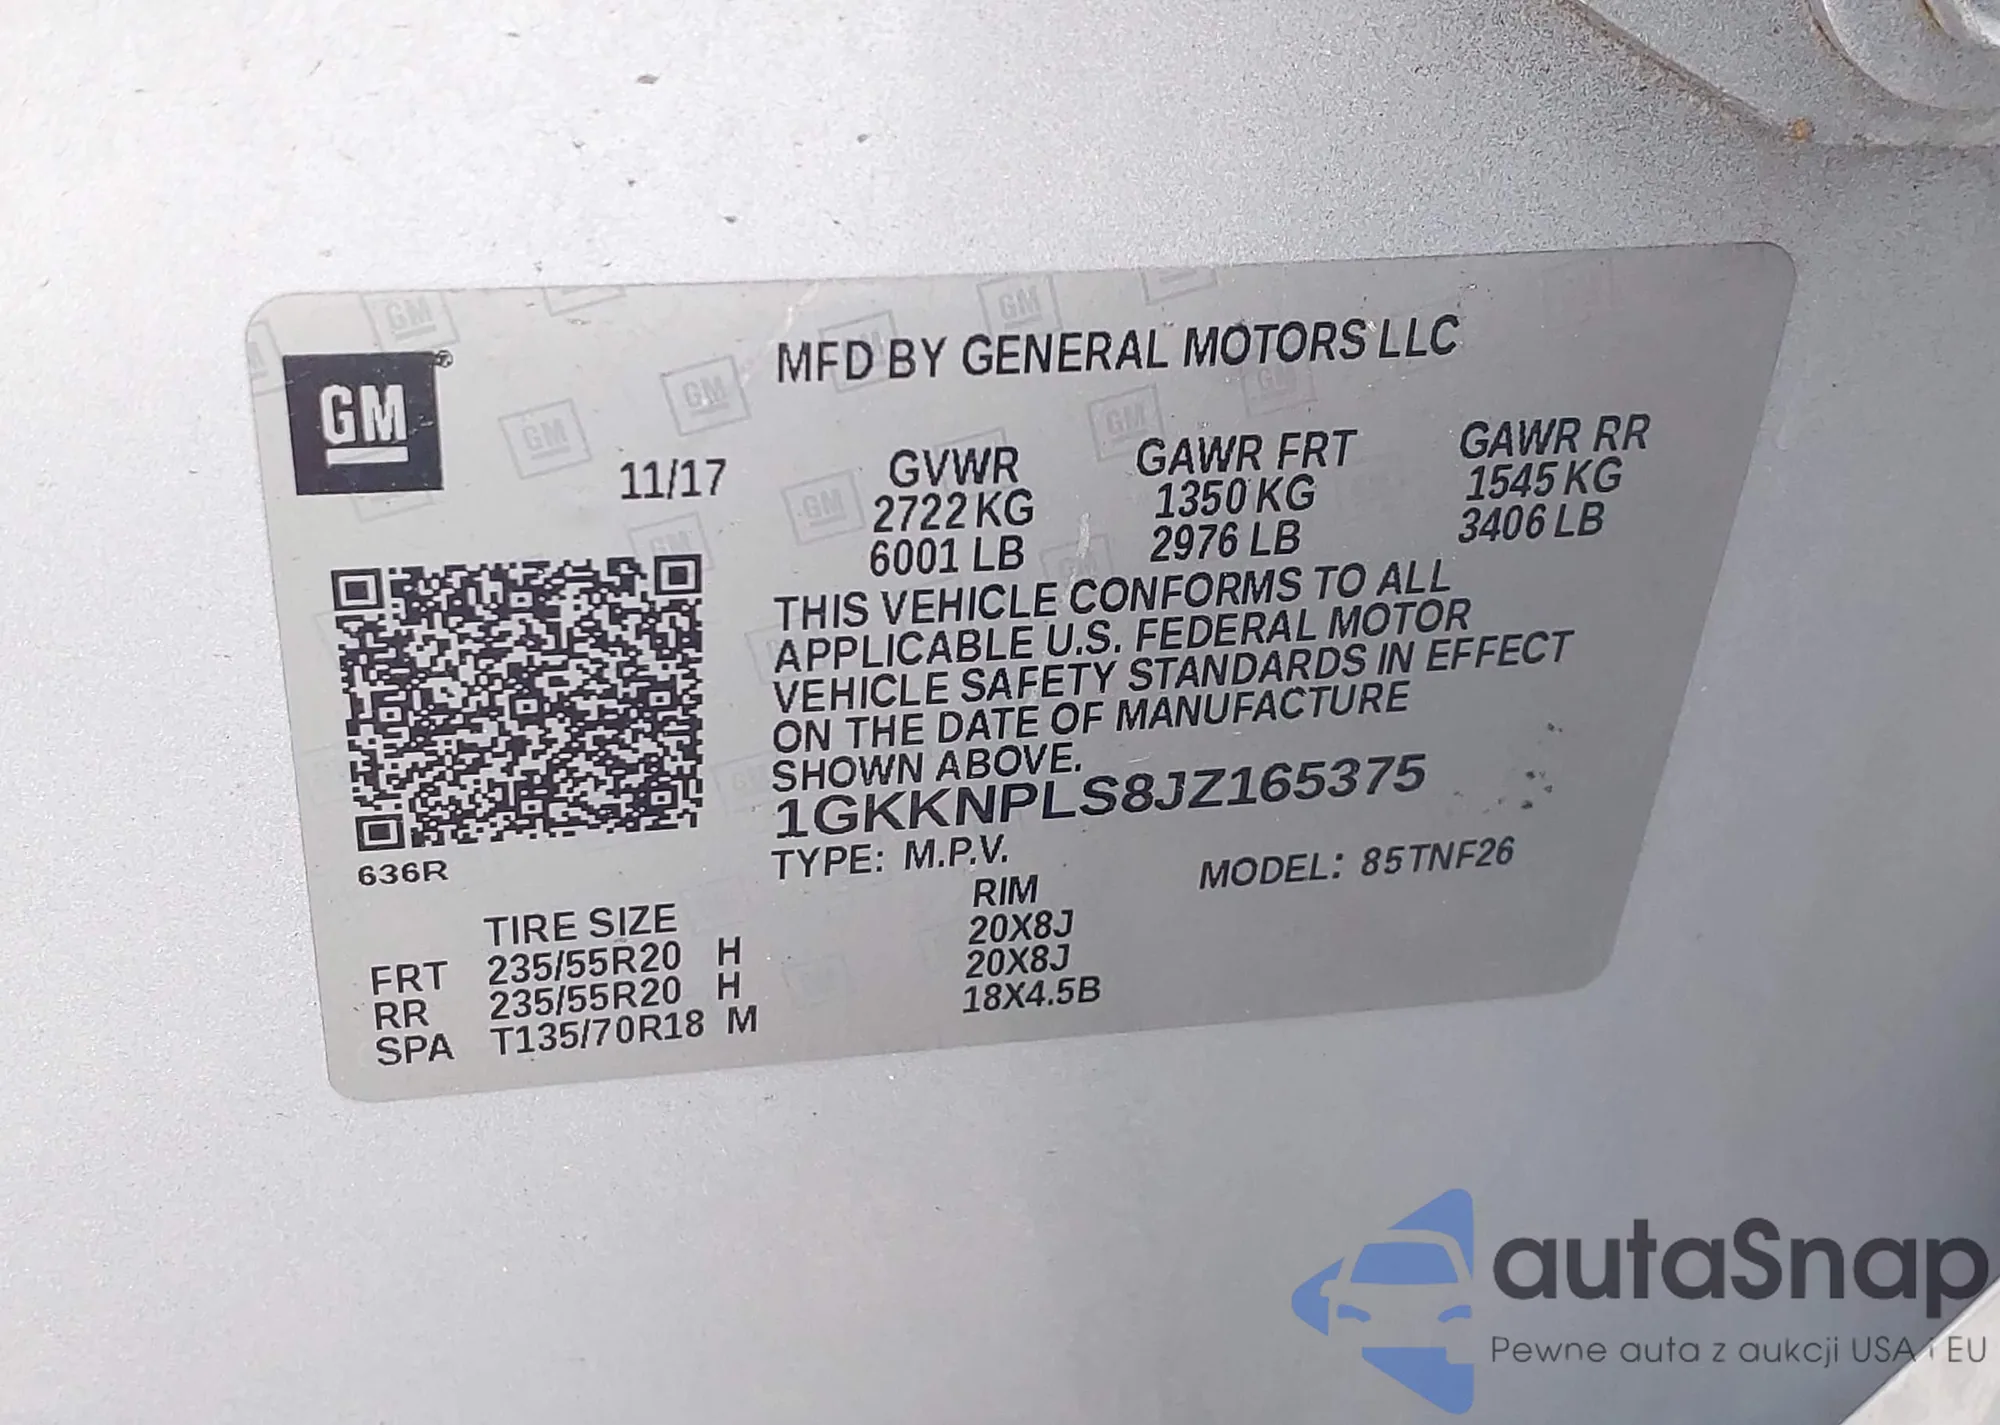 GM®
MFD BY GENERAL MOTORS LLC
11/17 GVWR GAWR FRT GAWR RR
2722 KG 1350 KG 1545 KG
6001 LB 2976 LB 3406 LB
THIS VEHICLE CONFORMS TO ALL
APPLICABLE U.S. FEDERAL MOTOR
VEHICLE SAFETY STANDARDS IN EFFECT
ON THE DATE OF MANUFACTURE
SHOWN ABOVE.
1GKKNPLS8JZ165375
TYPE: M.P.V. MODEL: 85TNF26
636R
TIRE SIZE RIM
FRT 235/55R20 H 20X8J
RR 235/55R20 H 20X8J
SPA T135/70R18 M 18X4.5B
autaSnap
Pewne auta z aukcji USA i EU